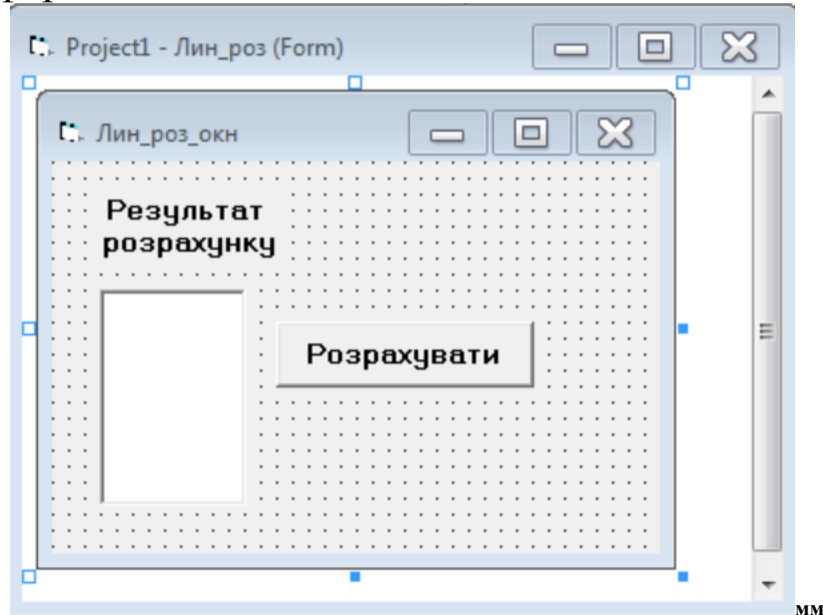 Project1 - Лин_роз (Form)
Лин_роз_окн
Результат
розрахунку
Розрахувати
мм